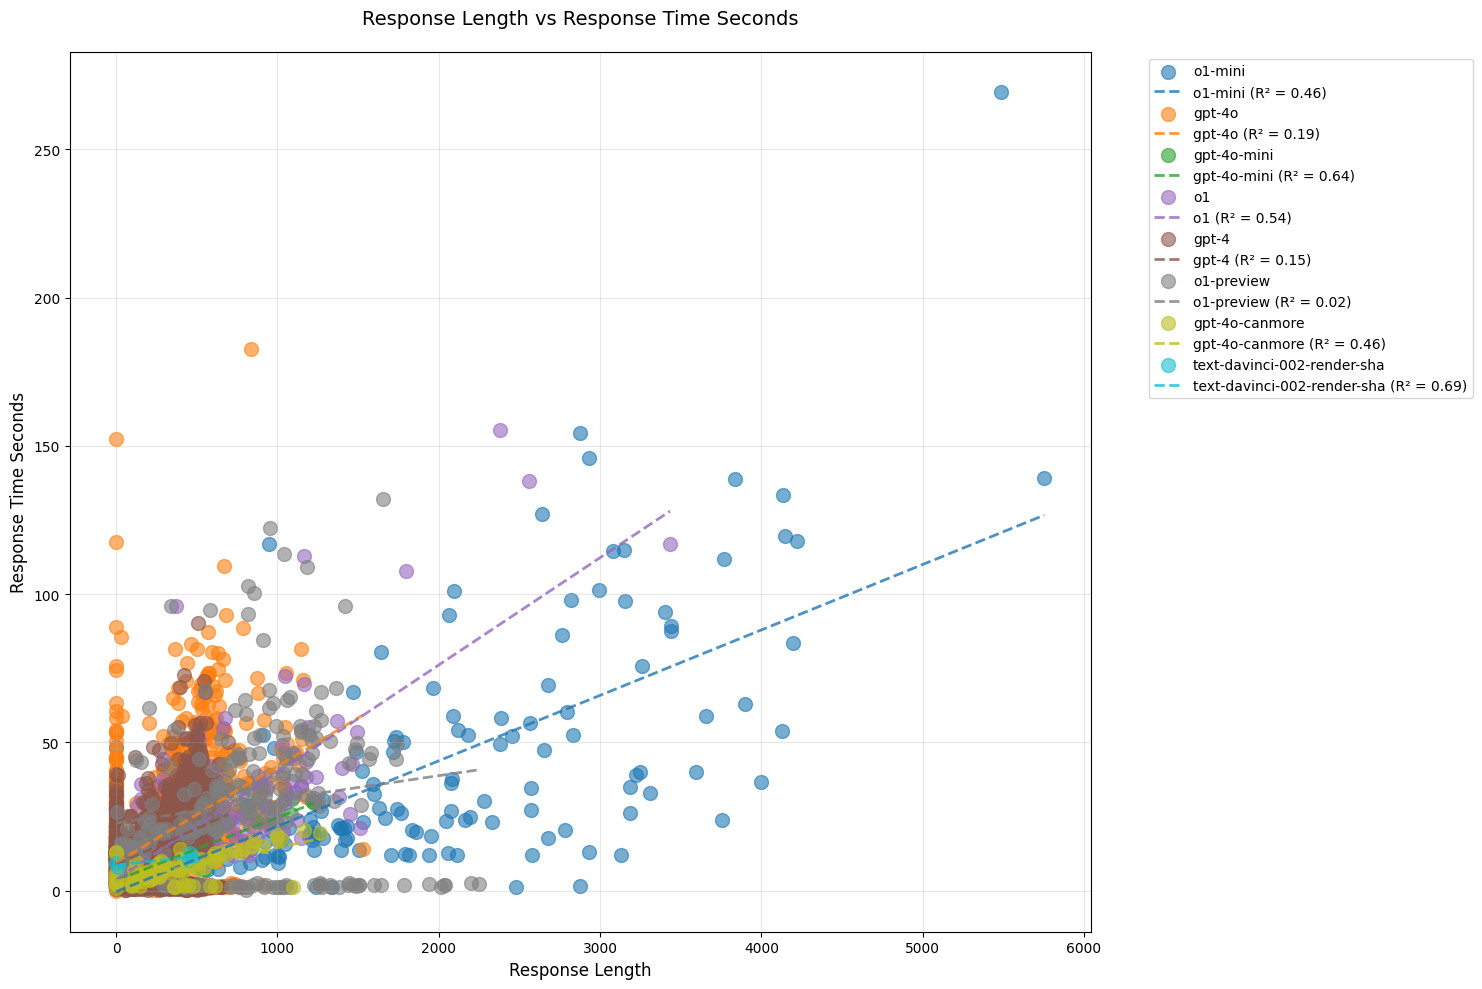 Response Length vs Response Time Seconds
Response Time Seconds
250
200
150
100
50
0
0
1000
2000
3000
4000
5000
6000
Response Length
o1-mini
o1-mini (R² = 0.46)
gpt-4o
gpt-4o (R² = 0.19)
gpt-4o-mini
gpt-4o-mini (R² = 0.64)
o1
o1 (R² = 0.54)
gpt-4
gpt-4 (R² = 0.15)
o1-preview
o1-preview (R² = 0.02)
gpt-4o-canmore
gpt-4o-canmore (R² = 0.46)
text-davinci-002-render-sha
text-davinci-002-render-sha (R² = 0.69)